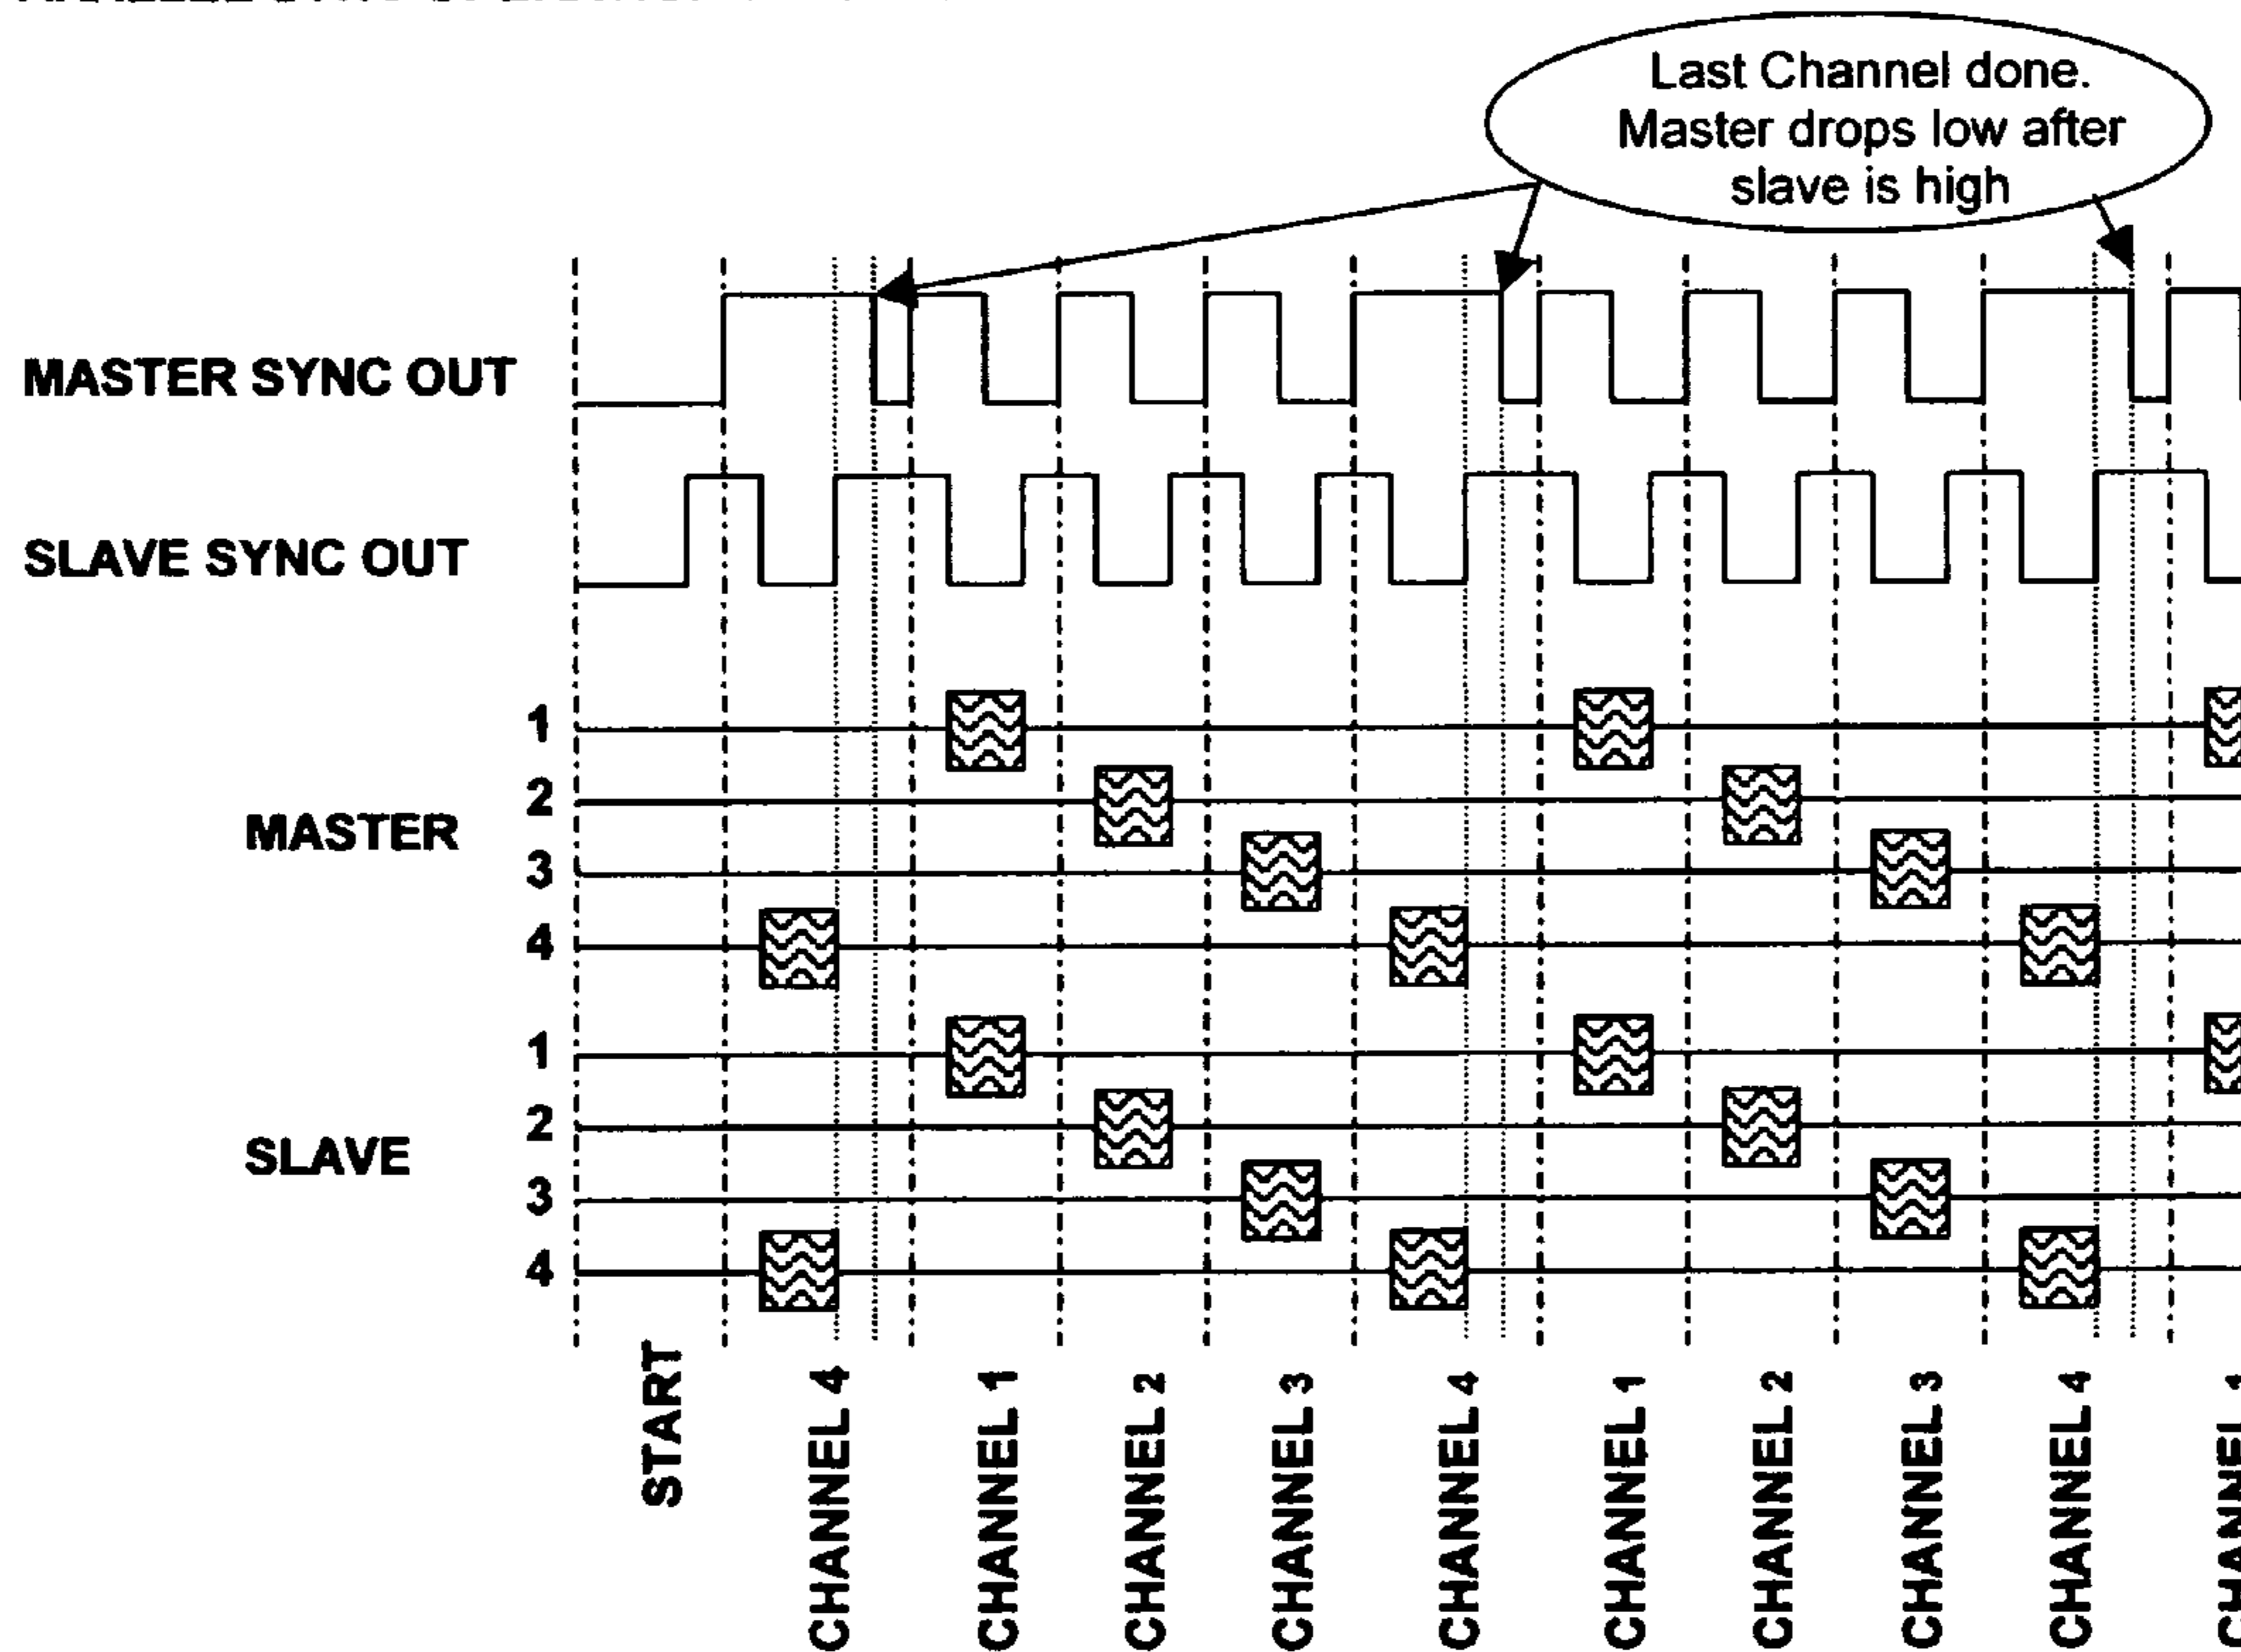 Last Channel done.
Master drops low after
slave is high
MASTER SYNC OUT
SLAVE SYNC OUT
MASTER
1
2
3
4
SLAVE
1
2
3
4
START
CHANNEL 4
CHANNEL 1
CHANNEL 2
CHANNEL 3
CHANNEL 4
CHANNEL 1
CHANNEL 2
CHANNEL 3
CHANNEL 4